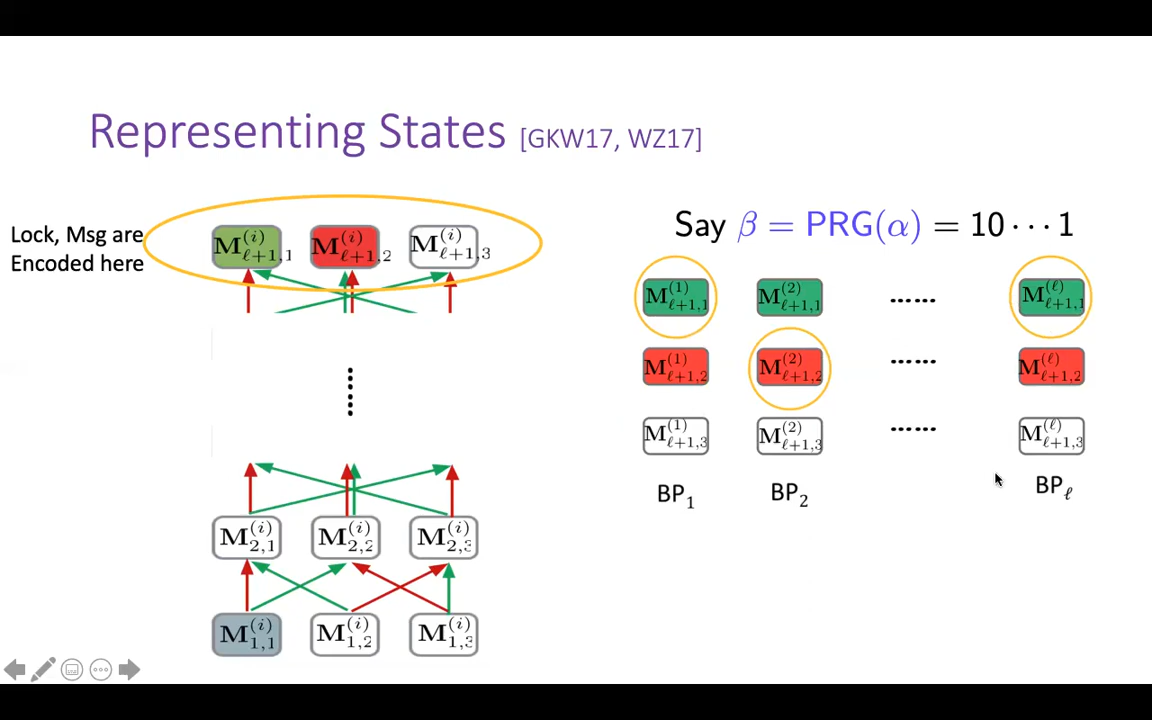 Representing States [GKW17, WZ17]
Lock, Msg are
Encoded here
M^{(i)}_{ℓ+1,1} M^{(i)}_{ℓ+1,2} M^{(i)}_{ℓ+1,3}
M^{(i)}_{2,1} M^{(i)}_{2,2} M^{(i)}_{2,3}
M^{(i)}_{1,1} M^{(i)}_{1,2} M^{(i)}_{1,3}
Say β = PRG(α) = 10⋯1
M^{(1)}_{ℓ+1,1} M^{(2)}_{ℓ+1,1} ...... M^{(ℓ)}_{ℓ+1,1}
M^{(1)}_{ℓ+1,2} M^{(2)}_{ℓ+1,2} ...... M^{(ℓ)}_{ℓ+1,2}
M^{(1)}_{ℓ+1,3} M^{(2)}_{ℓ+1,3} ...... M^{(ℓ)}_{ℓ+1,3}
BP₁ BP₂ BP_ℓ